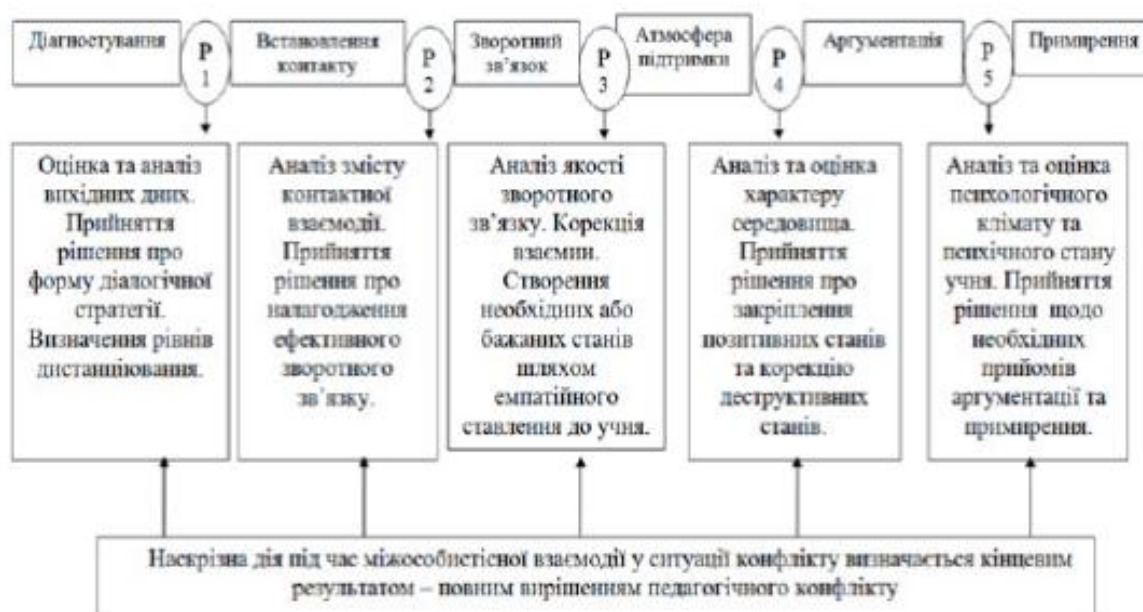 Діагностування
Р
1
Встановлення
контакту
Р
2
Зворотний
зв’язок
Р
3
Атмосфера
підтримки
Р
4
Аргументація
Р
5
Примирення
Оцінка та аналіз
вихідних дних.
Прийняття
рішення про
форму діалогічної
стратегії.
Визначення рівнів
дистанціювання.
Аналіз змісту
контактної
взаємодії.
Прийняття
рішення про
налагодження
ефективного
зворотного
зв’язку.
Аналіз якості
зворотного
зв’язку. Корекція
взаємин.
Створення
необхідних або
бажаних станів
шляхом
емпатійного
ставлення до учня.
Аналіз та оцінка
характеру
середовища.
Прийняття
рішення про
закріплення
позитивних станів
та корекцію
деструктивних
станів.
Аналіз та оцінка
психологічного
клімату та
психічного стану
учня. Прийняття
рішення щодо
необхідних
прийомів
аргументації та
примирення.
Наскрізна дія під час міжособистісної взаємодії у ситуації конфлікту визначається кінцевим
результатом – повним вирішенням педагогічного конфлікту